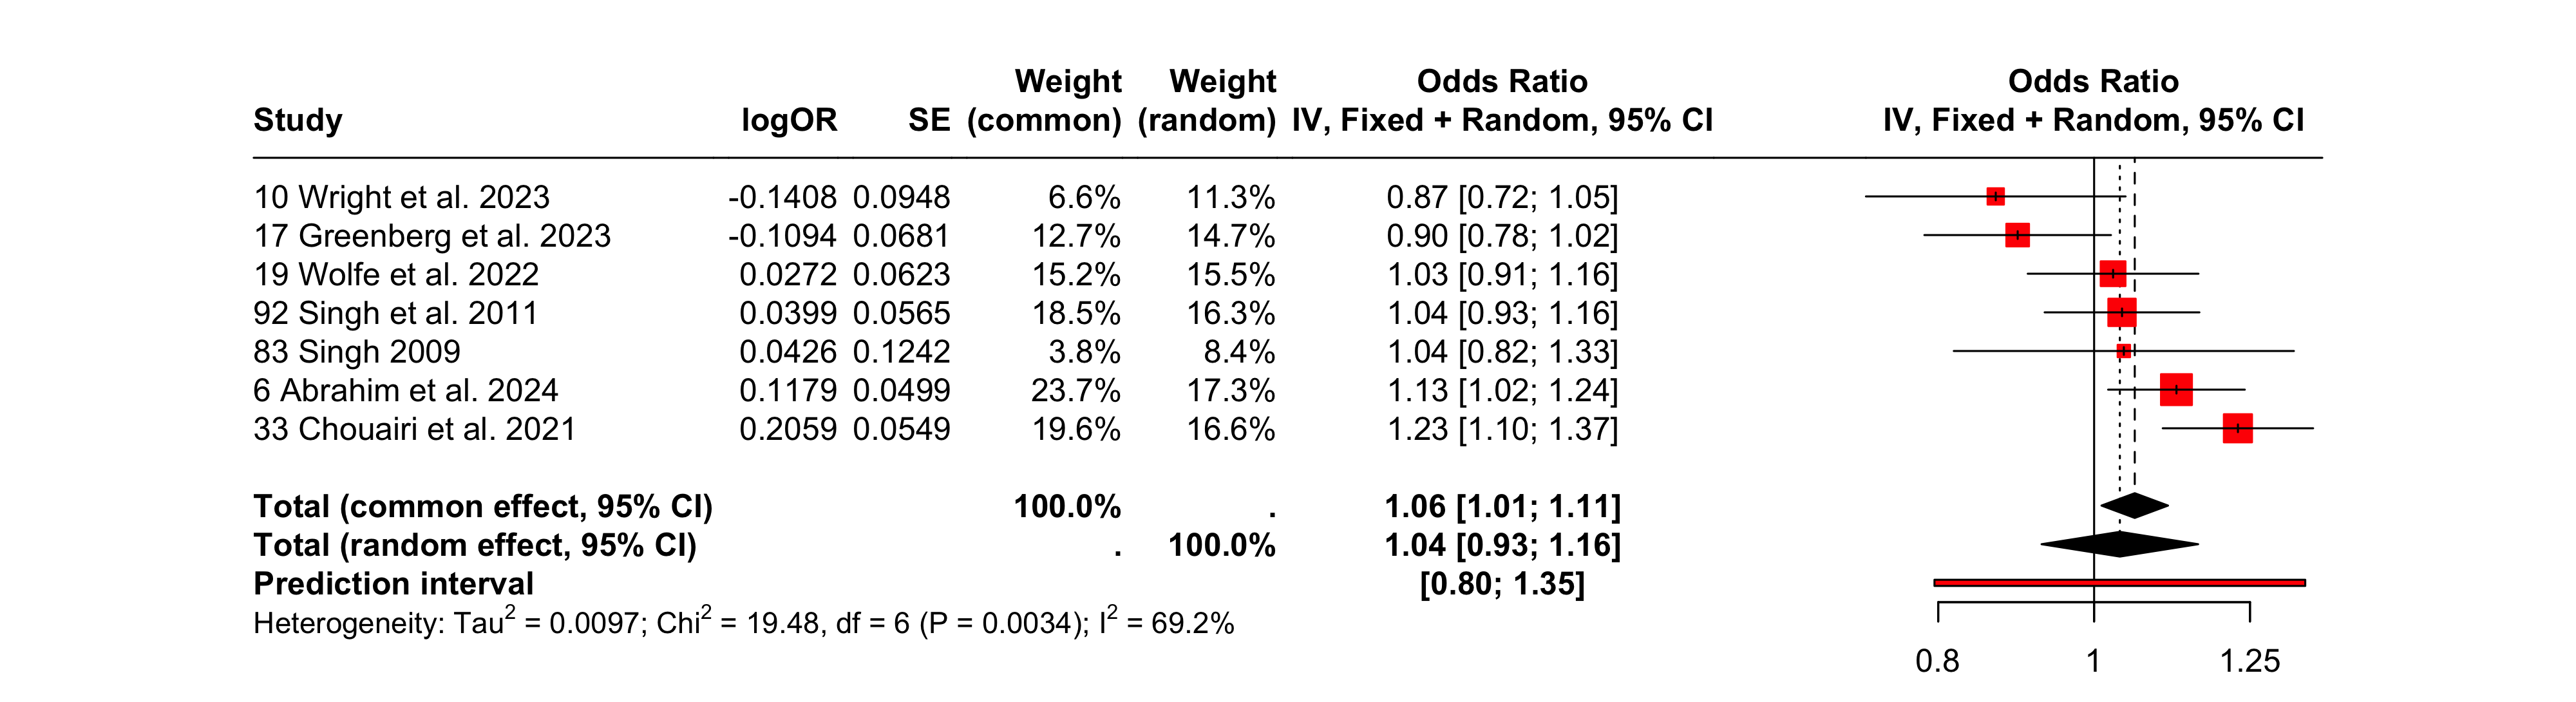 Weight Weight Odds Ratio Odds Ratio
Study logOR SE (common) (random) IV, Fixed + Random, 95% CI IV, Fixed + Random, 95% CI
10 Wright et al. 2023 -0.1408 0.0948 6.6% 11.3% 0.87 [0.72; 1.05]
17 Greenberg et al. 2023 -0.1094 0.0681 12.7% 14.7% 0.90 [0.78; 1.02]
19 Wolfe et al. 2022 0.0272 0.0623 15.2% 15.5% 1.03 [0.91; 1.16]
92 Singh et al. 2011 0.0399 0.0565 18.5% 16.3% 1.04 [0.93; 1.16]
83 Singh 2009 0.0426 0.1242 3.8% 8.4% 1.04 [0.82; 1.33]
6 Abrahim et al. 2024 0.1179 0.0499 23.7% 17.3% 1.13 [1.02; 1.24]
33 Chouairi et al. 2021 0.2059 0.0549 19.6% 16.6% 1.23 [1.10; 1.37]
Total (common effect, 95% CI) 100.0% . 1.06 [1.01; 1.11]
Total (random effect, 95% CI) . 100.0% 1.04 [0.93; 1.16]
Prediction interval [0.80; 1.35]
Heterogeneity: Tau² = 0.0097; Chi² = 19.48, df = 6 (P = 0.0034); I² = 69.2%
0.8 1 1.25